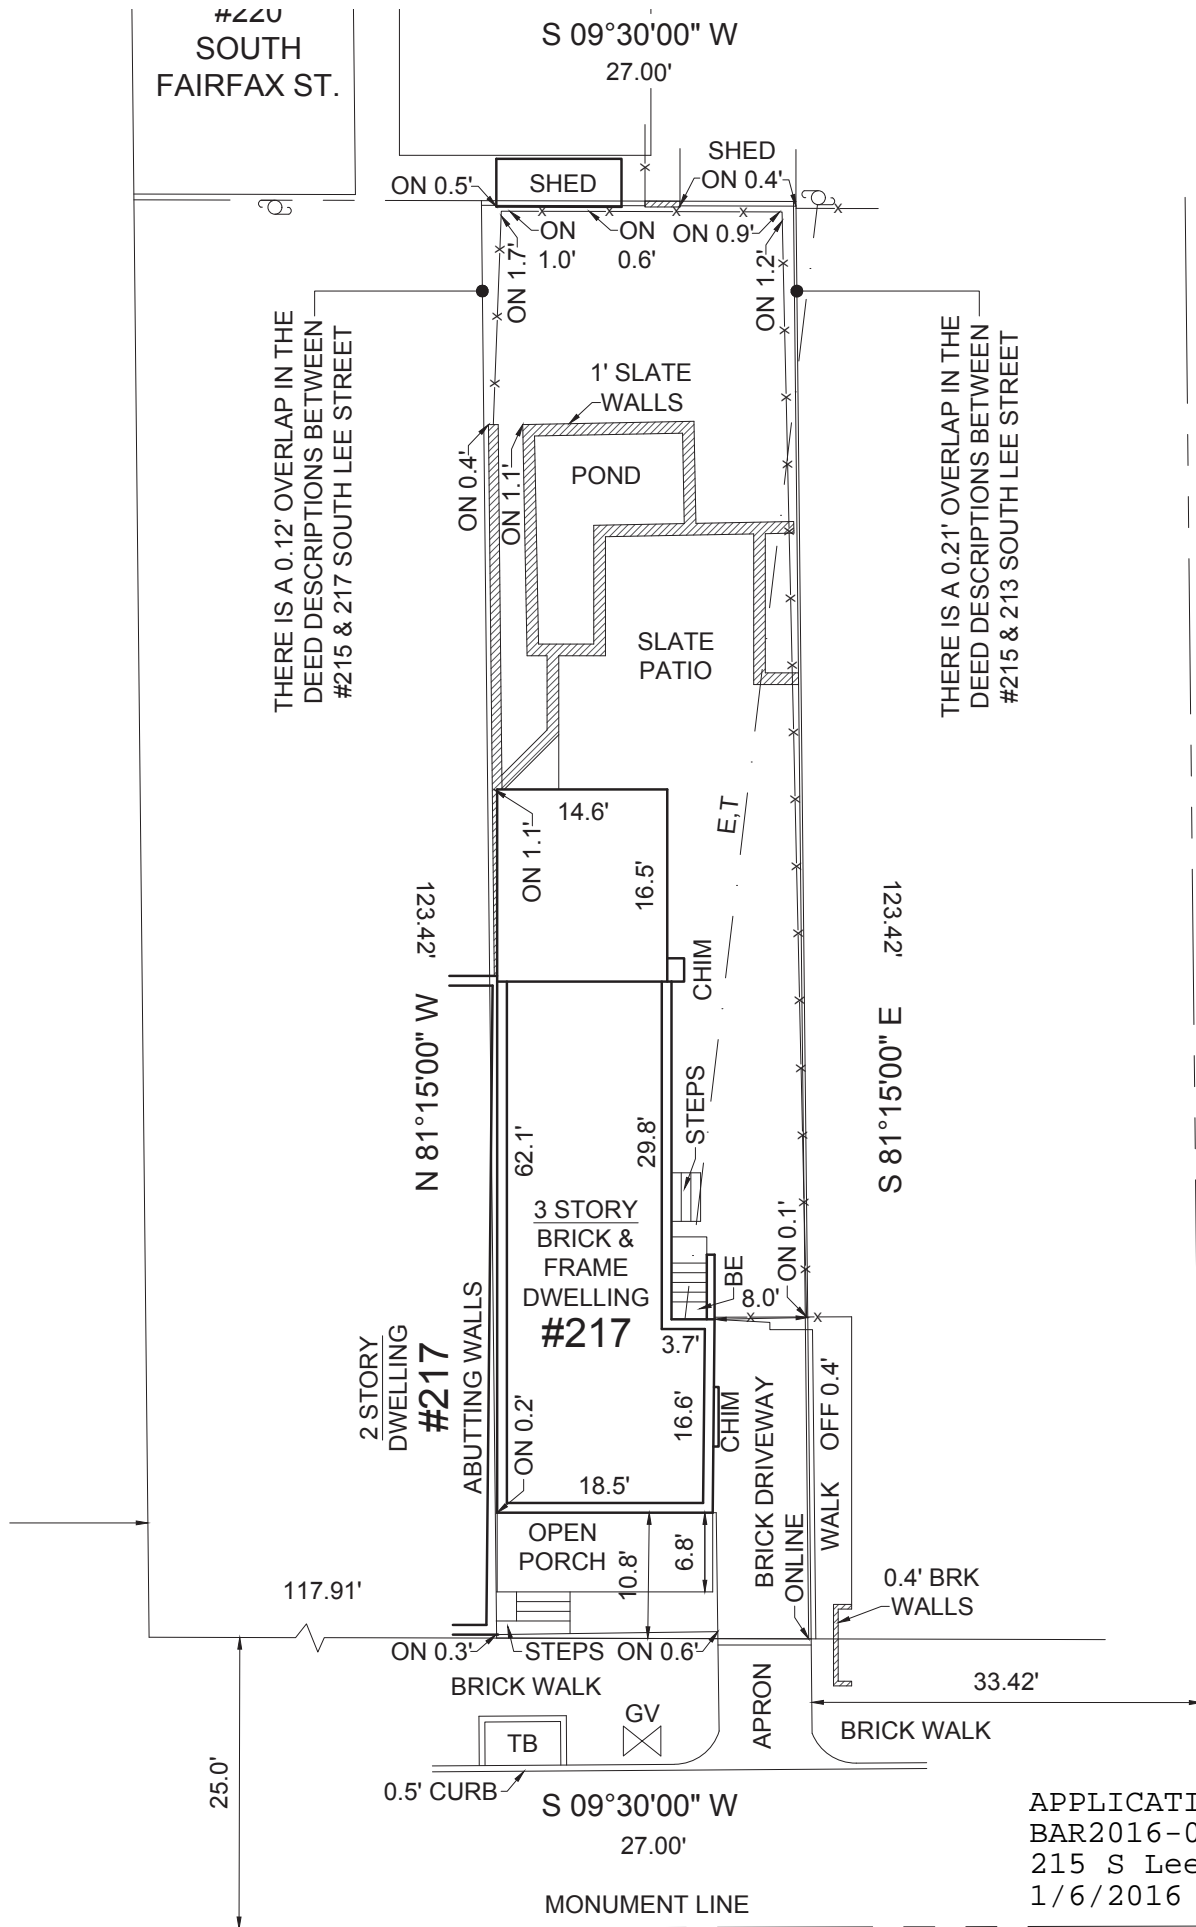 #220
SOUTH
FAIRFAX ST.
S 09°30'00" W
27.00'
SHED
ON 0.5'
SHED
ON 0.4'
ON
1.0'
ON
0.6'
ON 0.9'
ON 1.7'
ON 1.2'
THERE IS A 0.12' OVERLAP IN THE
DEED DESCRIPTIONS BETWEEN
#215 & 217 SOUTH LEE STREET
THERE IS A 0.21' OVERLAP IN THE
DEED DESCRIPTIONS BETWEEN
#215 & 213 SOUTH LEE STREET
1' SLATE
WALLS
ON 0.4'
ON 1.1'
POND
SLATE
PATIO
14.6'
E,T
ON 1.1'
16.5'
N 81°15'00" W
123.42'
S 81°15'00" E
123.42'
CHIM
STEPS
62.1'
29.8'
3 STORY
BRICK &
FRAME
DWELLING
#217
ON 0.1'
BE
8.0'
3.7'
2 STORY
DWELLING
#217
ABUTTING WALLS
ON 0.2'
16.6'
CHIM
BRICK DRIVEWAY
WALK
OFF 0.4'
18.5'
OPEN
PORCH
10.8'
6.8'
ONLINE
0.4' BRK
WALLS
117.91'
ON 0.3'
STEPS
ON 0.6'
BRICK WALK
APRON
33.42'
GV
TB
BRICK WALK
25.0'
0.5' CURB
S 09°30'00" W
27.00'
MONUMENT LINE
APPLICATI
BAR2016-0
215 S Lee
1/6/2016